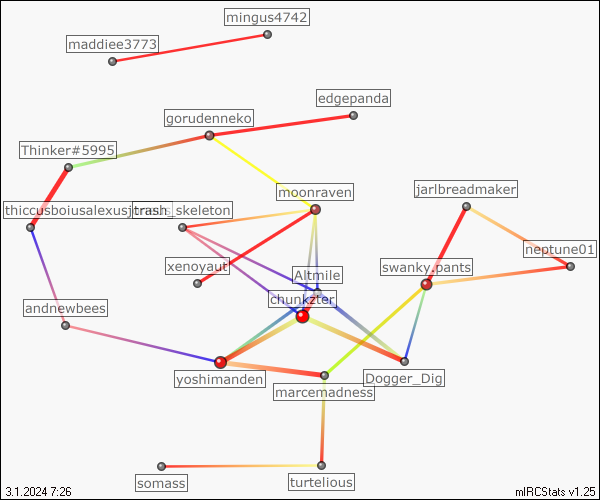 mingus4742
maddiee3773
edgepanda
gorudenneko
Thinker#5995
jarlbreadmaker
moonraven
trash_skeleton
neptune01
xenoyaut
swanky.pants
Altmile
chunkzter
andnewbees
yoshimanden
Dogger_Dig
marcemadness
somass
turtelious
3.1.2024 7:26
mIRCStats v1.25